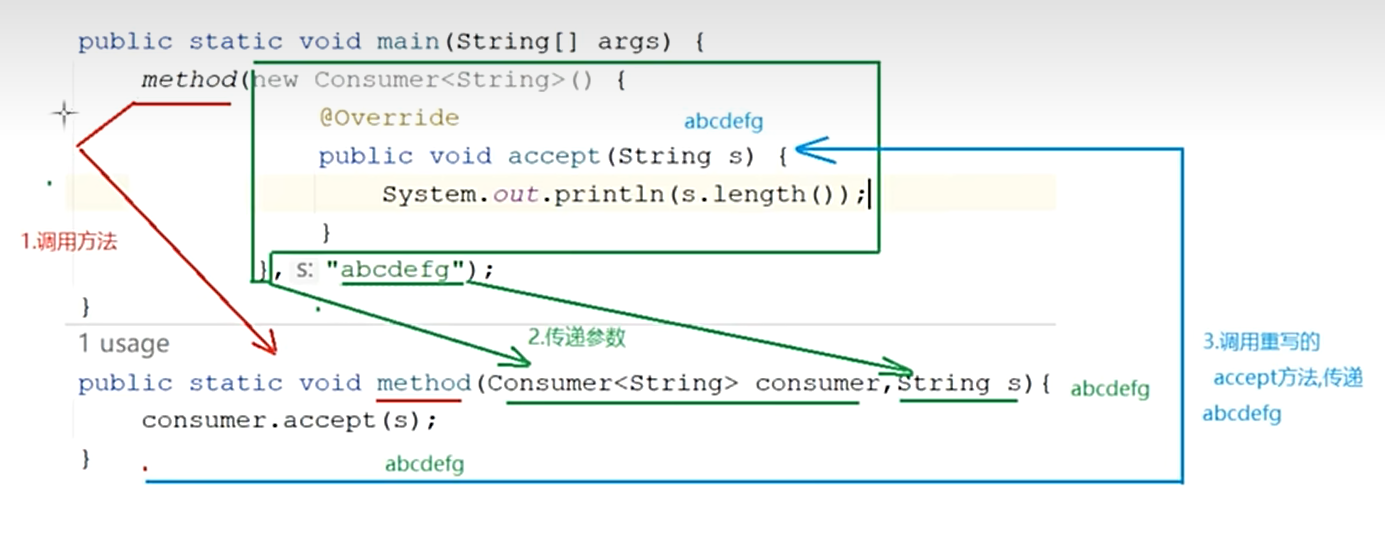 public static void main(String[] args) {
method(new Consumer<String>() {
@Override
abcdefg
public void accept(String s) {
System.out.println(s.length());
}
1.调用方法
}, s: "abcdefg");
}
2.传递参数
1 usage
3.调用重写的
accept方法,传递
abcdefg
public static void method(Consumer<String> consumer,String s){ abcdefg
consumer.accept(s);
}
abcdefg